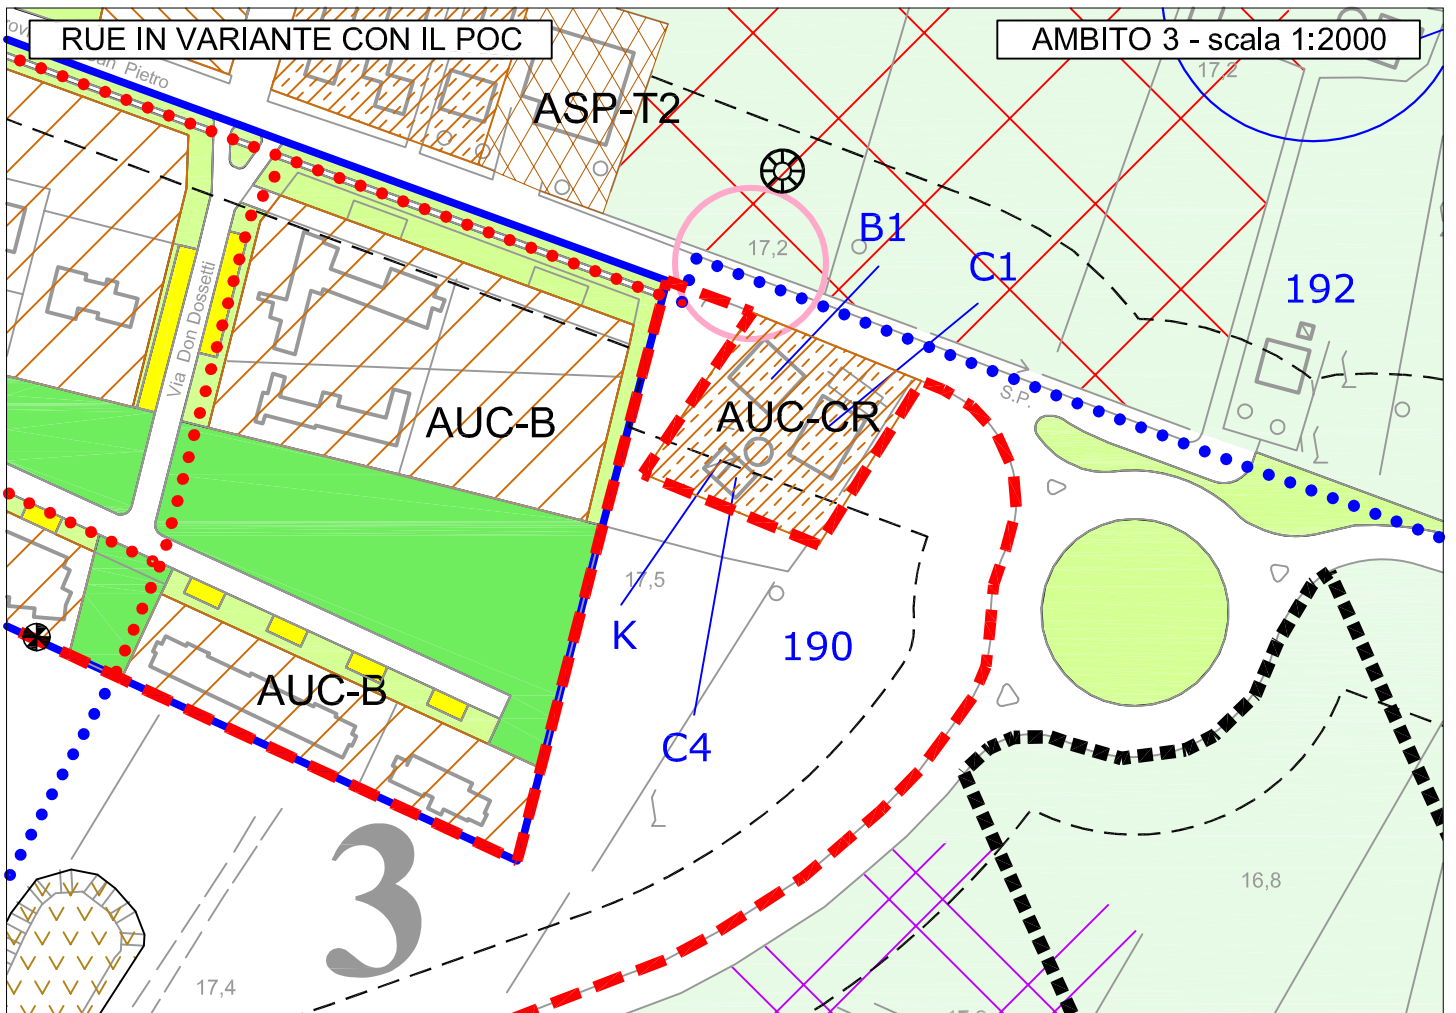 RUE IN VARIANTE CON IL POC
AMBITO 3 - scala 1:2000
San Pietro
17,2
ASP-T2
B1
17,2
C1
192
Via Don Dossetti
S.P.
AUC-B
AUC-CR
17,5
K
190
AUC-B
C4
3
16,8
17,4